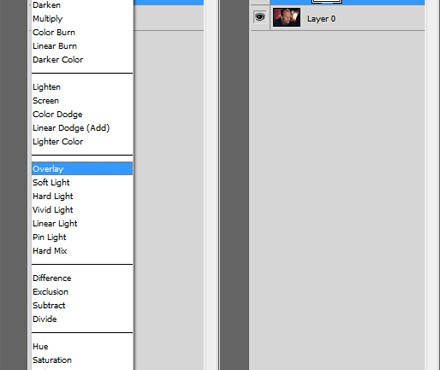 Darken
Multiply
Color Burn
Linear Burn
Darker Color
Lighten
Screen
Color Dodge
Linear Dodge (Add)
Lighter Color
Overlay
Soft Light
Hard Light
Vivid Light
Linear Light
Pin Light
Hard Mix
Difference
Exclusion
Subtract
Divide
Hue
Saturation
Layer 0